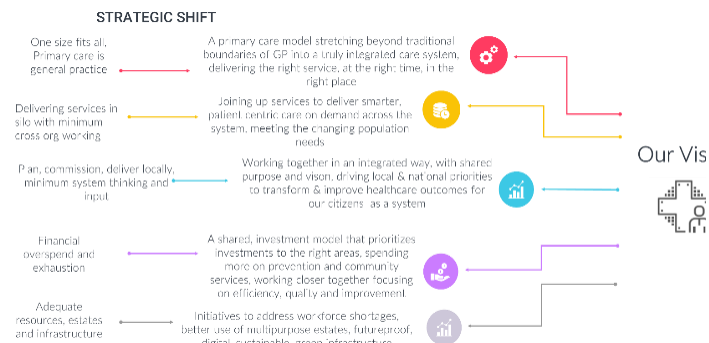 STRATEGIC SHIFT
One size fits all,
Primary care is
general practice
A primary care model stretching beyond traditional
boundaries of GP into a truly integrated care system,
delivering the right service, at the right time, in the
right place
Delivering services in
silo with minimum
cross org working
Joining up services to deliver smarter,
patient centric care on demand across the
system, meeting the changing population
needs
Plan, commission, deliver locally,
minimum system thinking and
input
Working together in an integrated way, with shared
purpose and vison, driving local & national priorities
to transform & improve healthcare outcomes for
our citizens as a system
Our Vis
Financial
overspend and
exhaustion
A shared, investment model that prioritizes
investments to the right areas, spending
more on prevention and community
services, working closer together focusing
on efficiency, quality and improvement.
Adequate
resources, estates
and infrastructure
Initiatives to address workforce shortages,
better use of multipurpose estates, futureproof,
digital, sustainable, green infrastructure